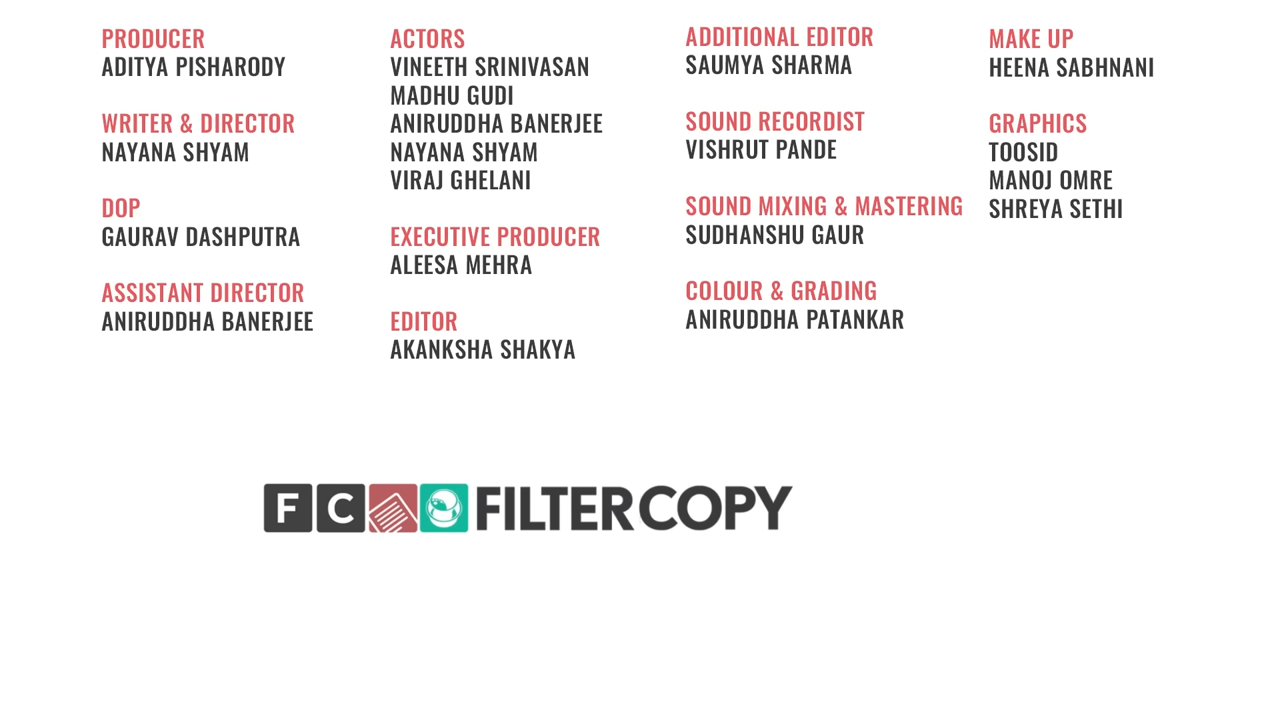 PRODUCER
ADITYA PISHARODY
WRITER & DIRECTOR
NAYANA SHYAM
DOP
GAURAV DASHPUTRA
ASSISTANT DIRECTOR
ANIRUDDHA BANERJEE
ACTORS
VINEETH SRINIVASAN
MADHU GUDI
ANIRUDDHA BANERJEE
NAYANA SHYAM
VIRAJ GHELANI
EXECUTIVE PRODUCER
ALEESA MEHRA
EDITOR
AKANKSHA SHAKYA
ADDITIONAL EDITOR
SAUMYA SHARMA
SOUND RECORDIST
VISHRUT PANDE
SOUND MIXING & MASTERING
SUDHANSHU GAUR
COLOUR & GRADING
ANIRUDDHA PATANKAR
MAKE UP
HEENA SABHNANI
GRAPHICS
TOOSID
MANOJ OMRE
SHREYA SETHI
FC FILTERCOPY